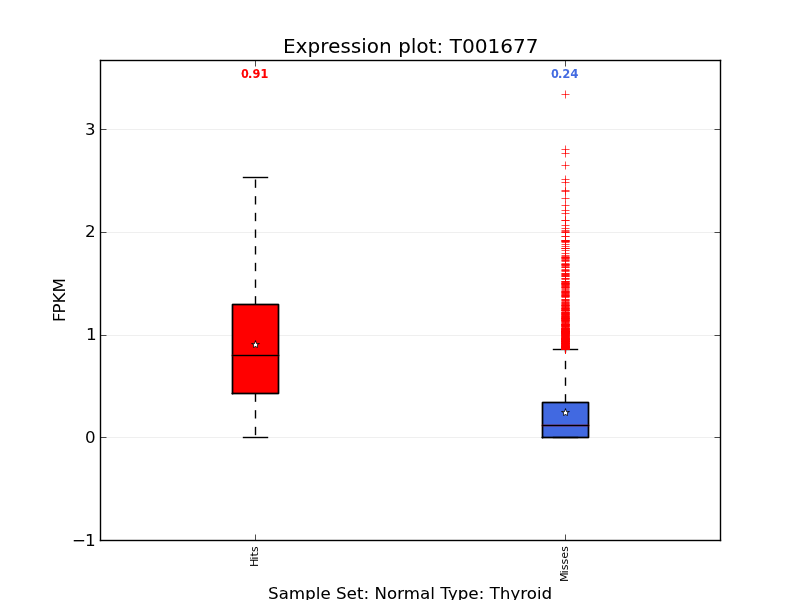 Expression plot: T001677
0.91
0.24
3
2
1
0
−1
FPKM
Hits
Misses
Sample Set: Normal Type: Thyroid